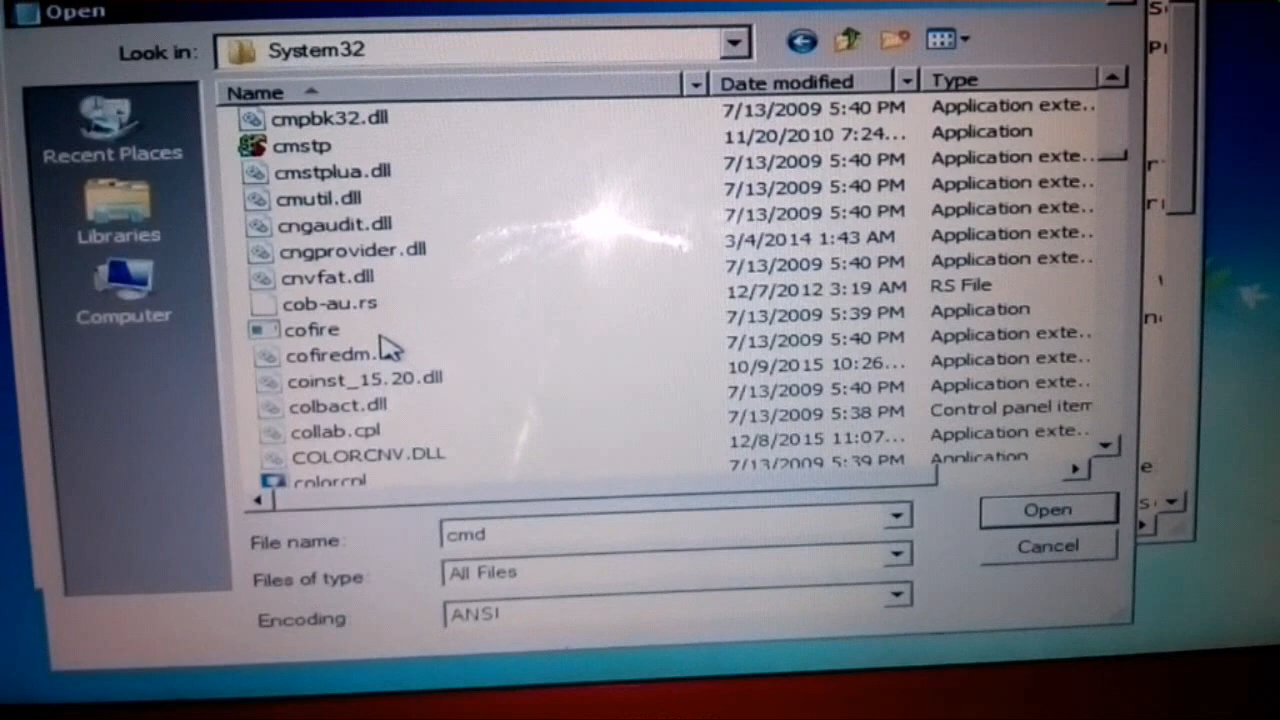 Open
Look in: System32
Name Date modified Type
Recent Places
Libraries
Computer
cmpbk32.dll 7/13/2009 5:40 PM Application exte..
cmstp 11/20/2010 7:24... Application
cmstplua.dll 7/13/2009 5:40 PM Application exte..
cmutil.dll 7/13/2009 5:40 PM Application exte..
cngaudit.dll 7/13/2009 5:40 PM Application exte..
cngprovider.dll 3/4/2014 1:43 AM Application exte..
cnvfat.dll 7/13/2009 5:40 PM Application exte..
cob-au.rs 12/7/2012 3:19 AM RS File
cofire 7/13/2009 5:39 PM Application
cofiredm. 7/13/2009 5:40 PM Application exte..
coinst_15.20.dll 10/9/2015 10:26... Application exte..
colbact.dll 7/13/2009 5:40 PM Application exte..
collab.cpl 7/13/2009 5:38 PM Control panel item
COLORCNV.DLL 12/8/2015 11:07... Application exte..
colorcpl 7/13/2009 5:39 PM Application
File name: cmd Open
Files of type: All Files Cancel
Encoding: ANSI